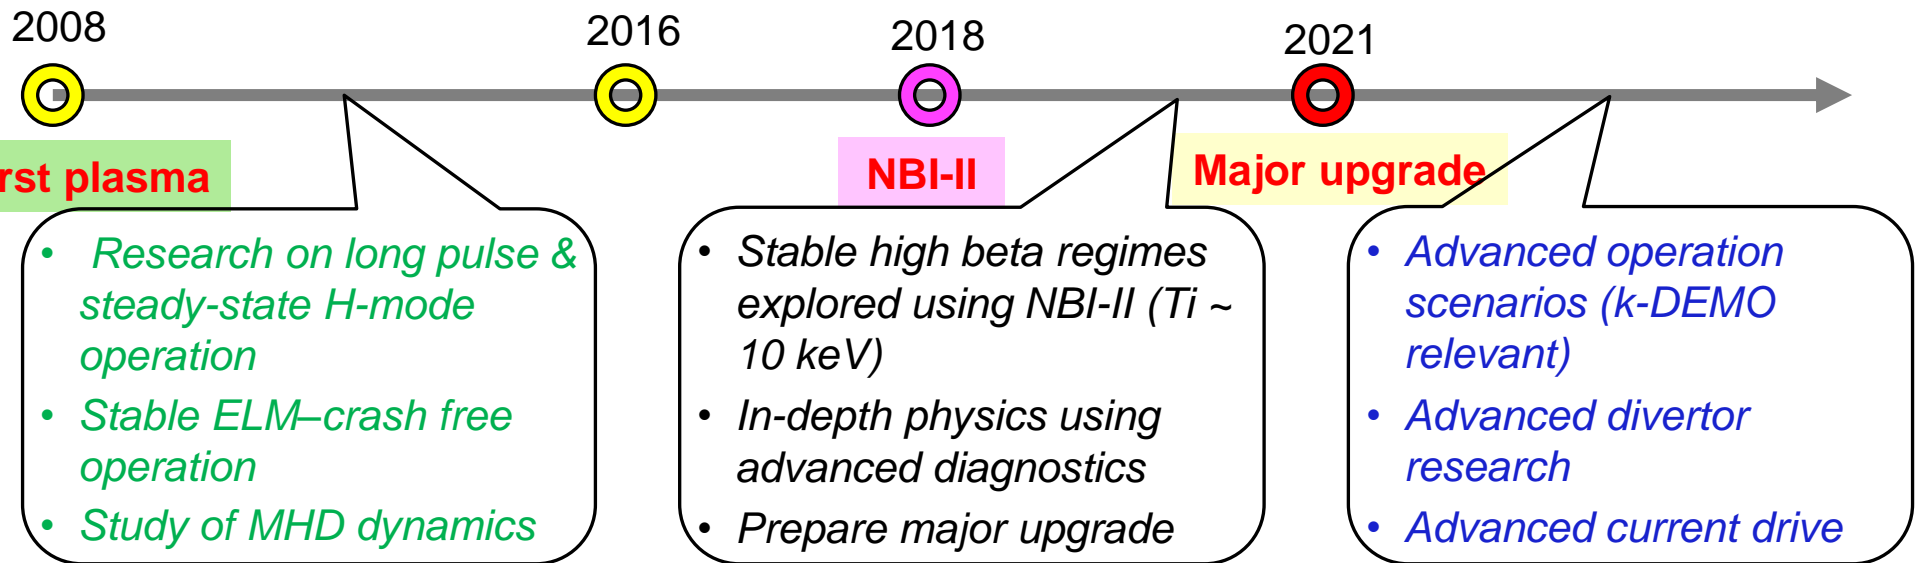 2008
2016
2018
2021
rst plasma
NBI-II
Major upgrade
• Research on long pulse &
steady-state H-mode
operation
• Stable ELM–crash free
operation
• Study of MHD dynamics
• Stable high beta regimes
explored using NBI-II (Ti ~
10 keV)
• In-depth physics using
advanced diagnostics
• Prepare major upgrade
• Advanced operation
scenarios (k-DEMO
relevant)
• Advanced divertor
research
• Advanced current drive